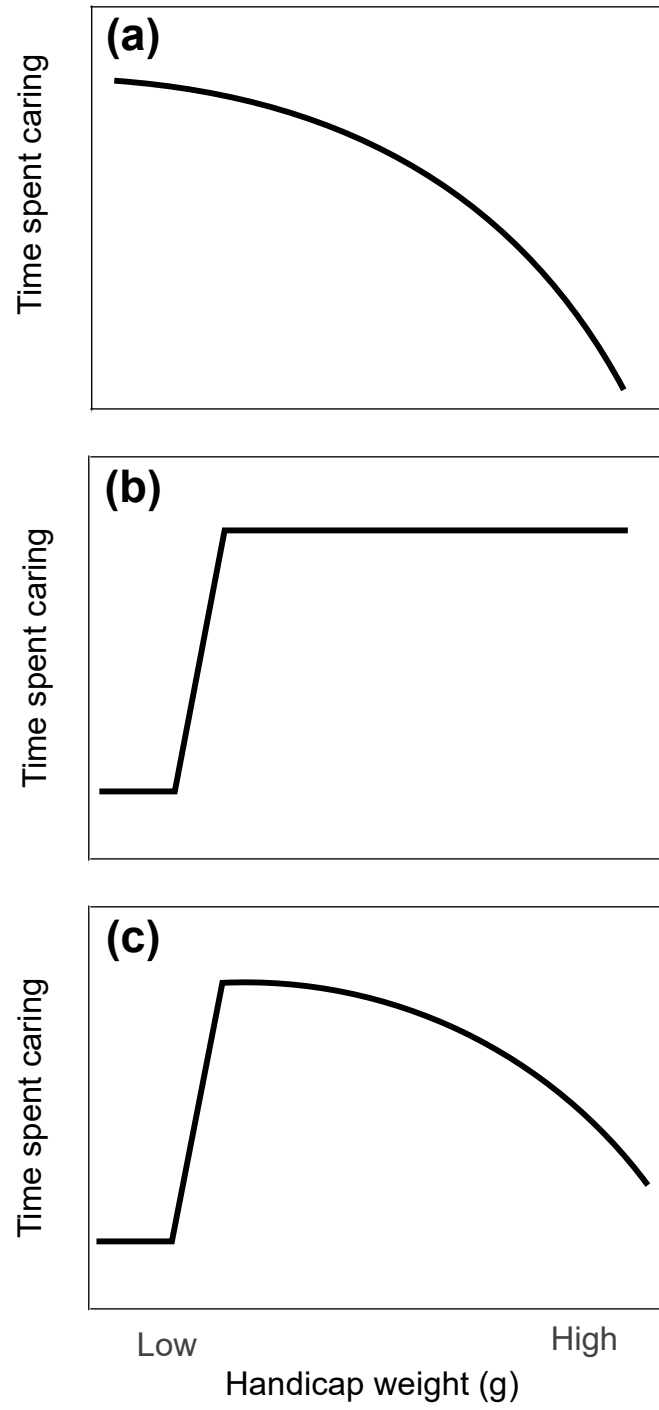 (a)
Time spent caring
(b)
Time spent caring
(c)
Time spent caring
Low High
Handicap weight (g)